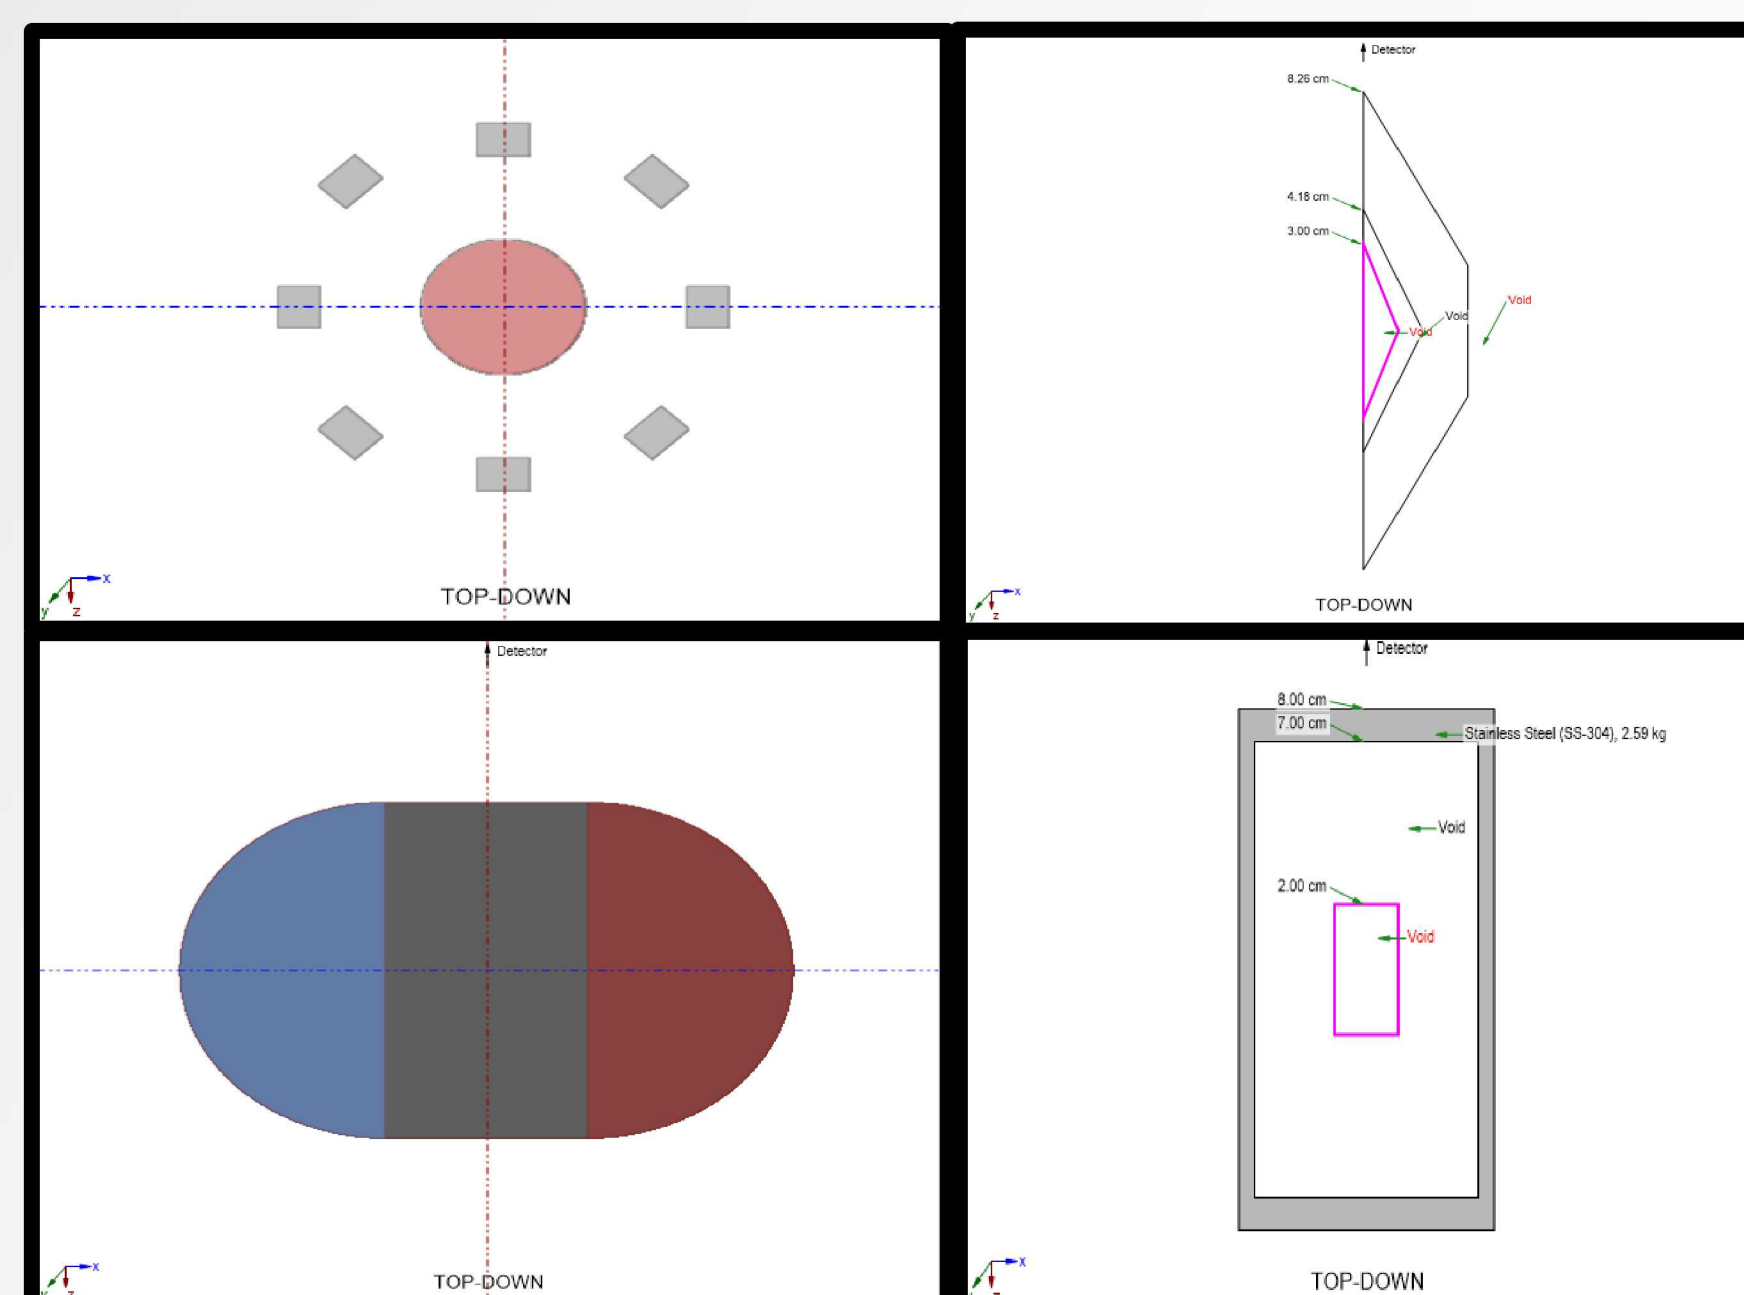 x
y
z
TOP-DOWN
Detector
8.26 cm
4.18 cm
3.00 cm
Void
Void
Void
x
y
z
TOP-DOWN
Detector
x
TOP-DOWN
Detector
8.00 cm
7.00 cm
Stainless Steel (SS-304), 2.59 kg
Void
2.00 cm
Void
x
TOP-DOWN